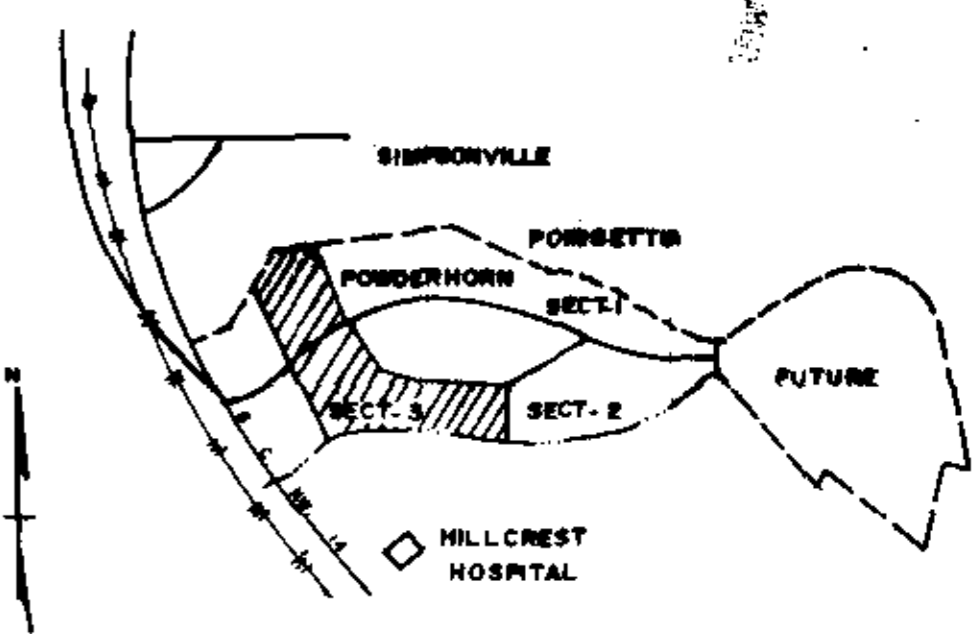 SIMPSONVILLE
POINSETTIA
POWDERHORN
SECT-1
N
FUTURE
SECT-3
SECT-2
HILLCREST
HOSPITAL